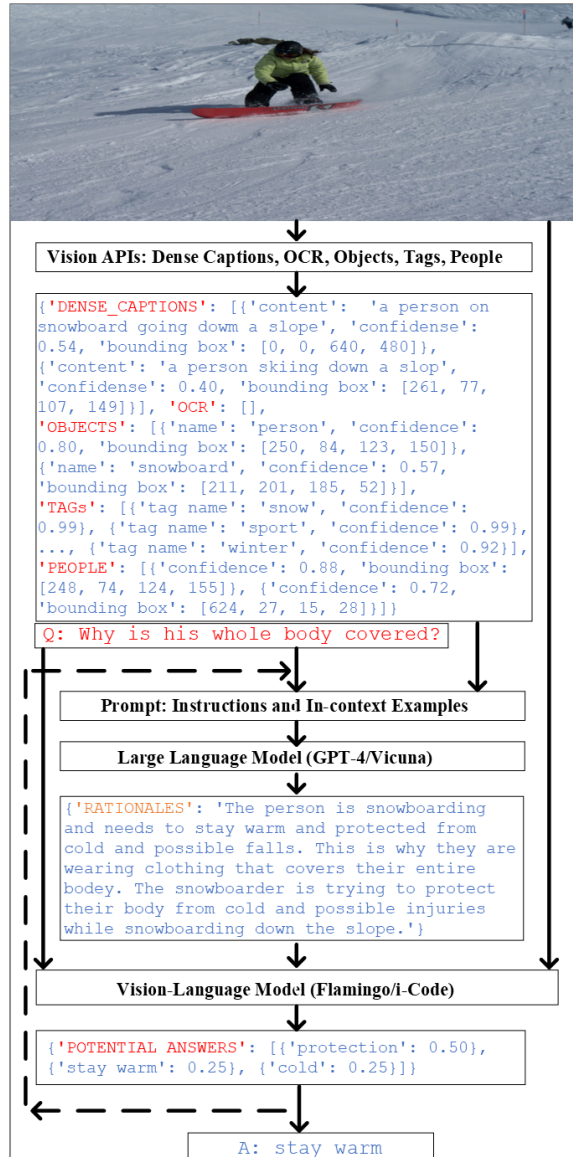 Vision APIs: Dense Captions, OCR, Objects, Tags, People
{'DENSE_CAPTIONS': [{'content': 'a person on
snowboard going dowm a slope', 'confidense':
0.54, 'bounding box': [0, 0, 640, 480]},
{'content': 'a person skiing down a slop',
'confidense': 0.40, 'bounding box': [261, 77,
107, 149]}], 'OCR': [],
'OBJECTS': [{'name': 'person', 'confidence':
0.80, 'bounding box': [250, 84, 123, 150]},
{'name': 'snowboard', 'confidence': 0.57,
'bounding box': [211, 201, 185, 52]}],
'TAGs': [{'tag name': 'snow', 'confidence':
0.99}, {'tag name': 'sport', 'confidence': 0.99},
..., {'tag name': 'winter', 'confidence': 0.92}],
'PEOPLE': [{'confidence': 0.88, 'bounding box':
[248, 74, 124, 155]}, {'confidence': 0.72,
'bounding box': [624, 27, 15, 28]}]}
Q: Why is his whole body covered?
Prompt: Instructions and In-context Examples
Large Language Model (GPT-4/Vicuna)
{'RATIONALES': 'The person is snowboarding
and needs to stay warm and protected from
cold and possible falls. This is why they are
wearing clothing that covers their entire
bodey. The snowboarder is trying to protect
their body from cold and possible injuries
while snowboarding down the slope.'}
Vision-Language Model (Flamingo/i-Code)
{'POTENTIAL ANSWERS': [{'protection': 0.50},
{'stay warm': 0.25}, {'cold': 0.25}]}
A: stay warm